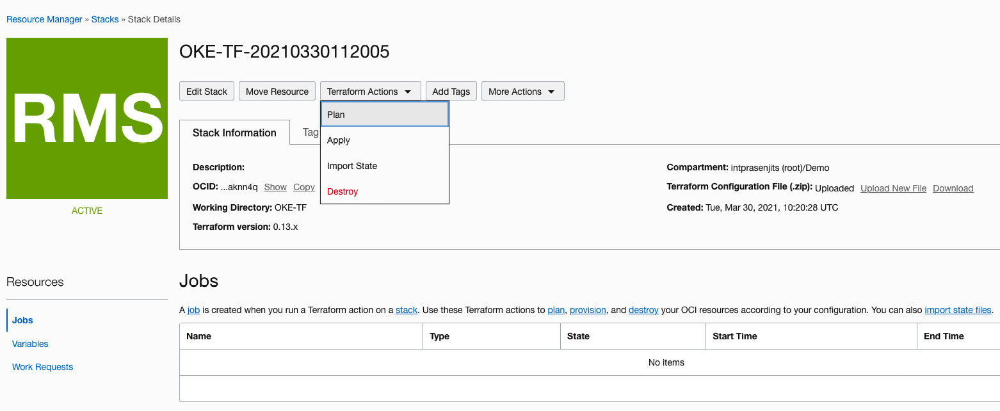 Resource Manager » Stacks » Stack Details
RMS
ACTIVE
OKE-TF-20210330112005
Edit Stack Move Resource Terraform Actions Add Tags More Actions
Plan
Apply
Import State
Destroy
Stack Information Tag
Description:
OCID: ...aknn4q Show Copy
Working Directory: OKE-TF
Terraform version: 0.13.x
Compartment: intprasenjits (root)/Demo
Terraform Configuration File (.zip): Uploaded Upload New File Download
Created: Tue, Mar 30, 2021, 10:20:28 UTC
Resources
Jobs
Variables
Work Requests
Jobs
A job is created when you run a Terraform action on a stack. Use these Terraform actions to plan, provision, and destroy your OCI resources according to your configuration. You can also import state files.
Name Type State Start Time End Time
No items